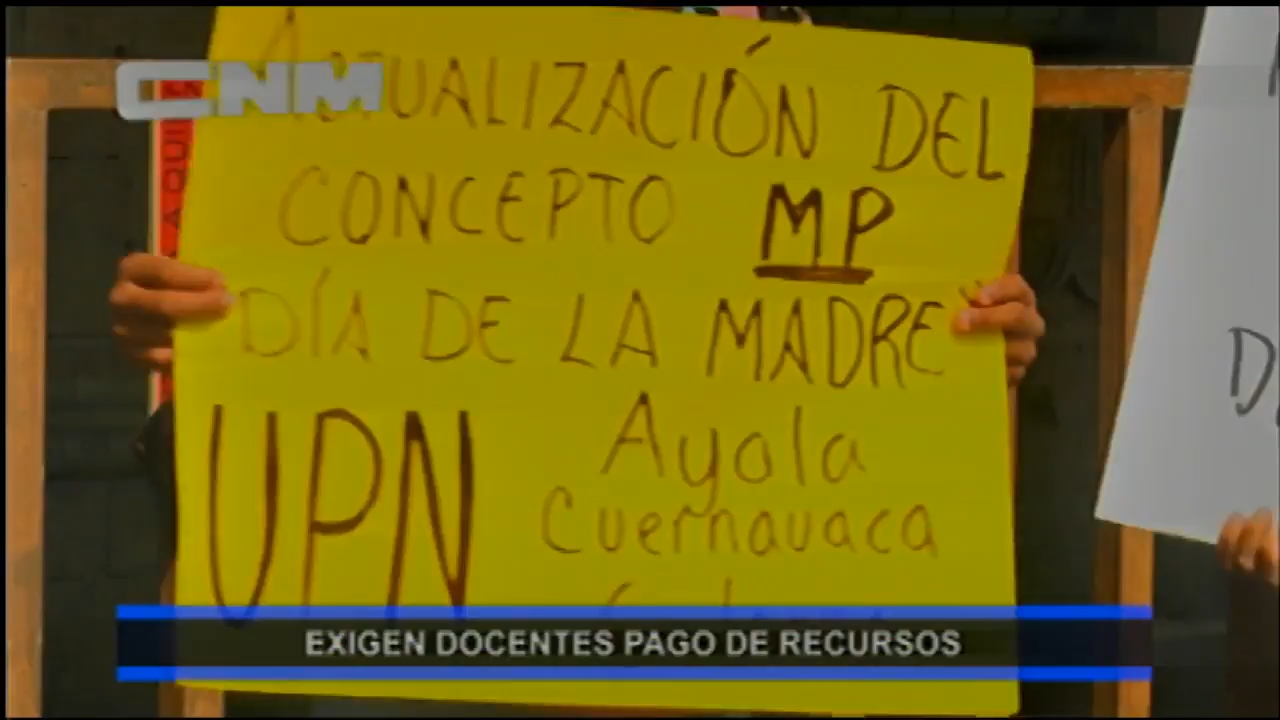 CNM
ACTUALIZACIÓN DEL
CONCEPTO MP
DÍA DE LA MADRE
UPN
Ayala
Cuernavaca
EXIGEN DOCENTES PAGO DE RECURSOS